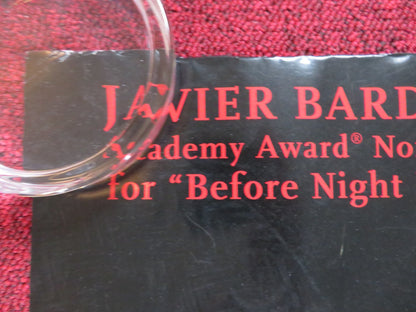 JAVIER BARD
Academy Award® No
for “Before Night